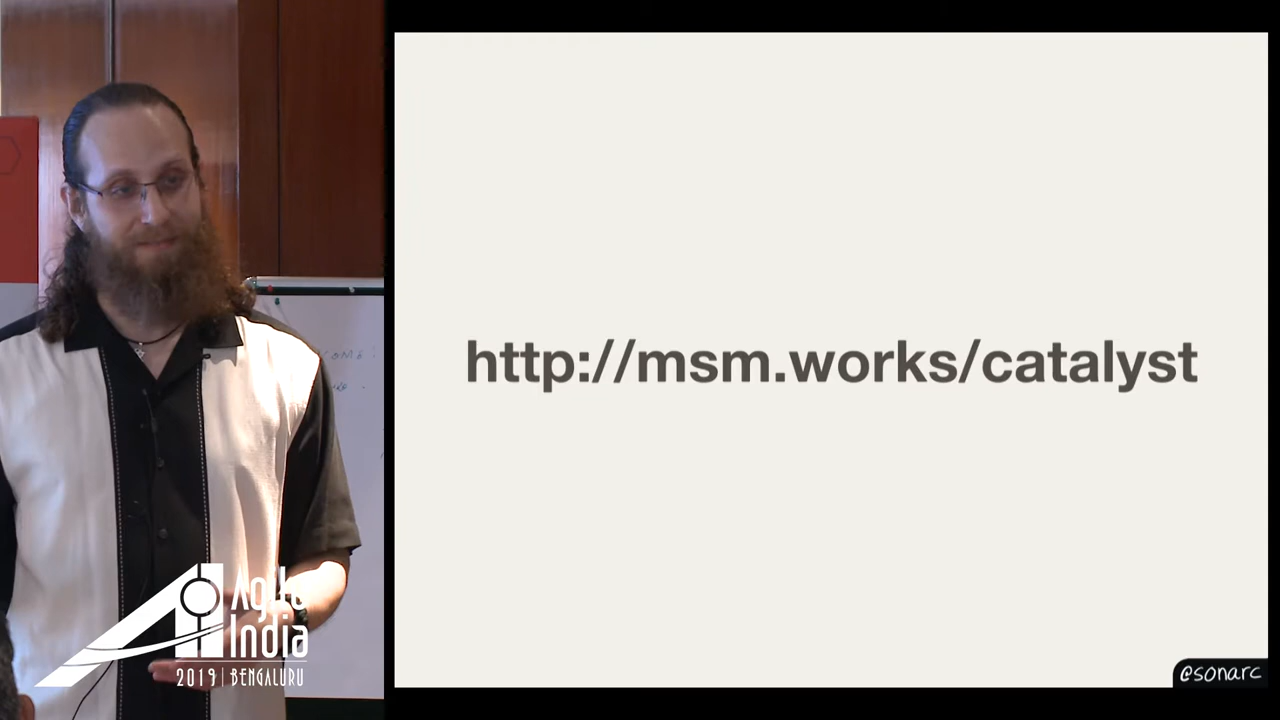 http://msm.works/catalyst
@sonarc
Agile
India
2019 | BENGALURU